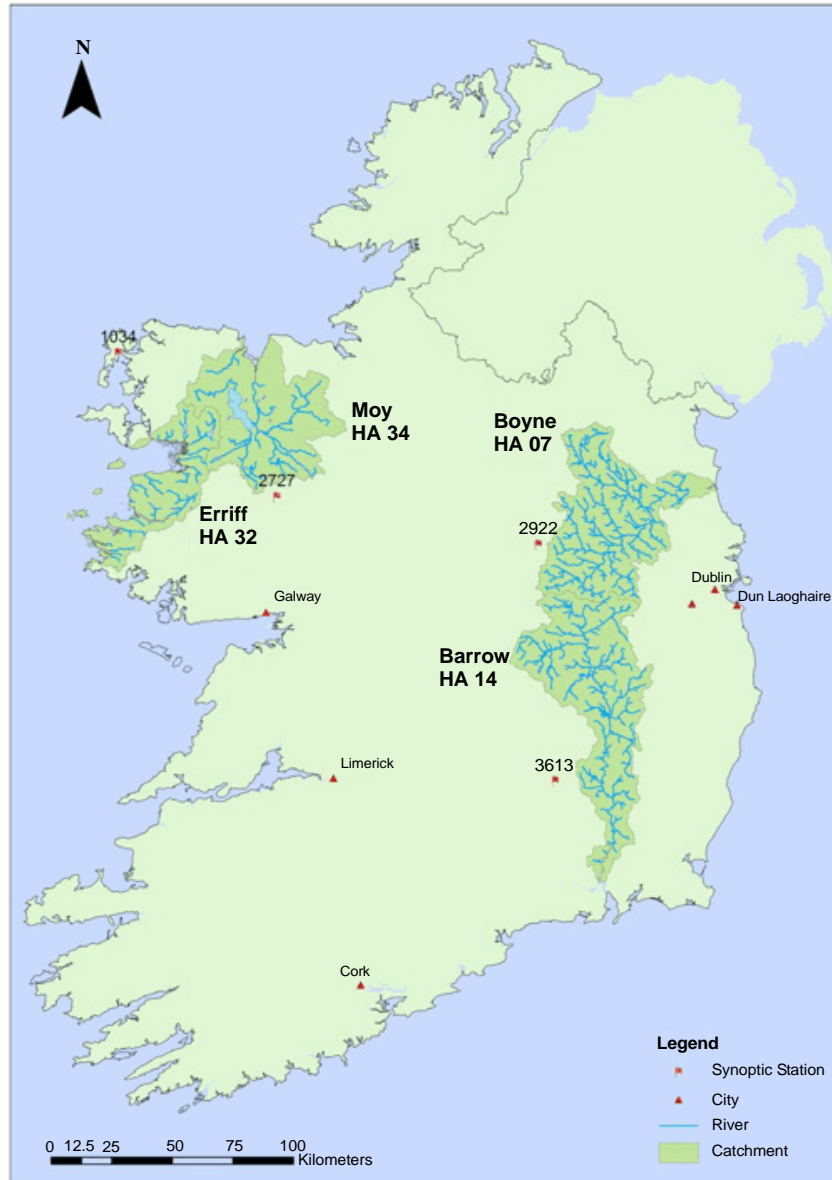 N
1034
Moy
HA 34
Boyne
HA 07
2727
Erriff
HA 32
2922
Dublin
Galway
Dun Laoghaire
Barrow
HA 14
3613
Limerick
Cork
Legend
Synoptic Station
City
River
Catchment
0 12.5 25 50 75 100
Kilometers